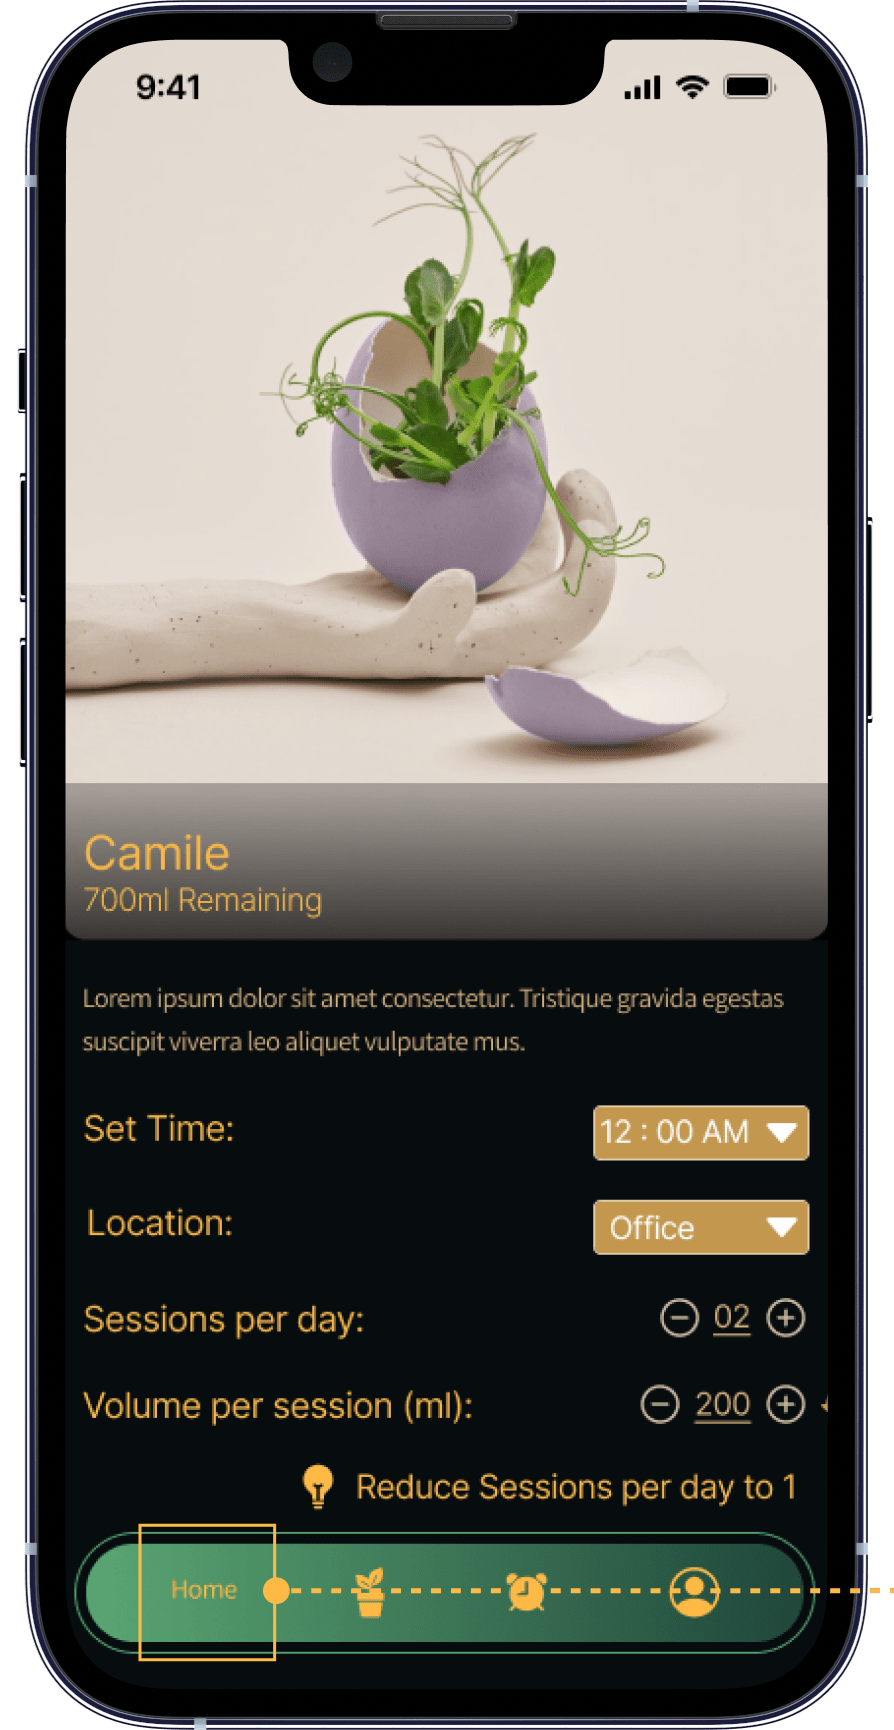 9:41
Camile
700ml Remaining
Lorem ipsum dolor sit amet consectetur. Tristique gravida egestas
suscipit viverra leo aliquet vulputate mus.
Set Time: 12 : 00 AM
Location: Office
Sessions per day: 02
Volume per session (ml): 200
Reduce Sessions per day to 1
Home